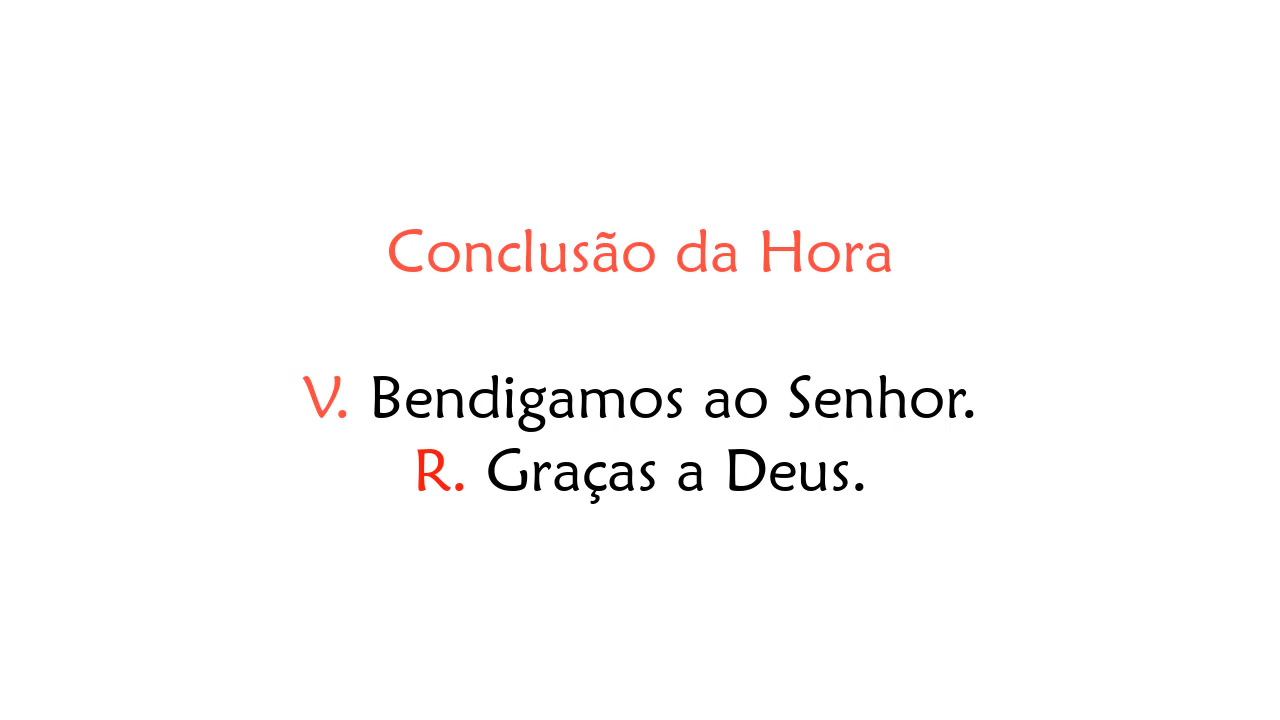 Conclusão da Hora
V. Bendigamos ao Senhor.
R. Graças a Deus.